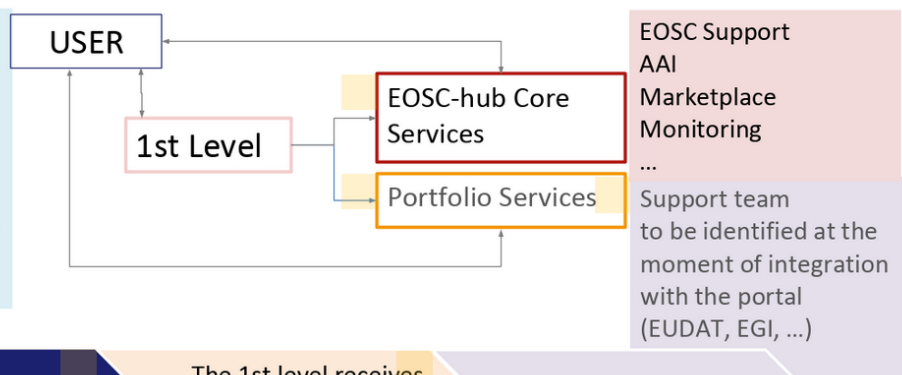 USER
1st Level
EOSC-hub Core
Services
Portfolio Services
EOSC Support
AAI
Marketplace
Monitoring
...
Support team
to be identified at the
moment of integration
with the portal
(EUDAT, EGI, ...)
The 1st level receives